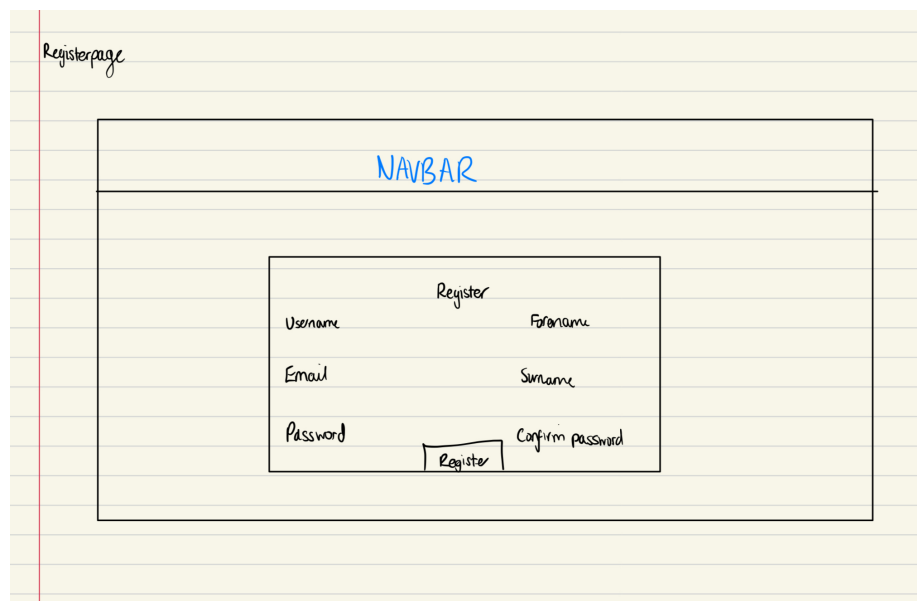 Registerpage
NAVBAR
Register
Username Forename
Email Surname
Password Confirm password
Register